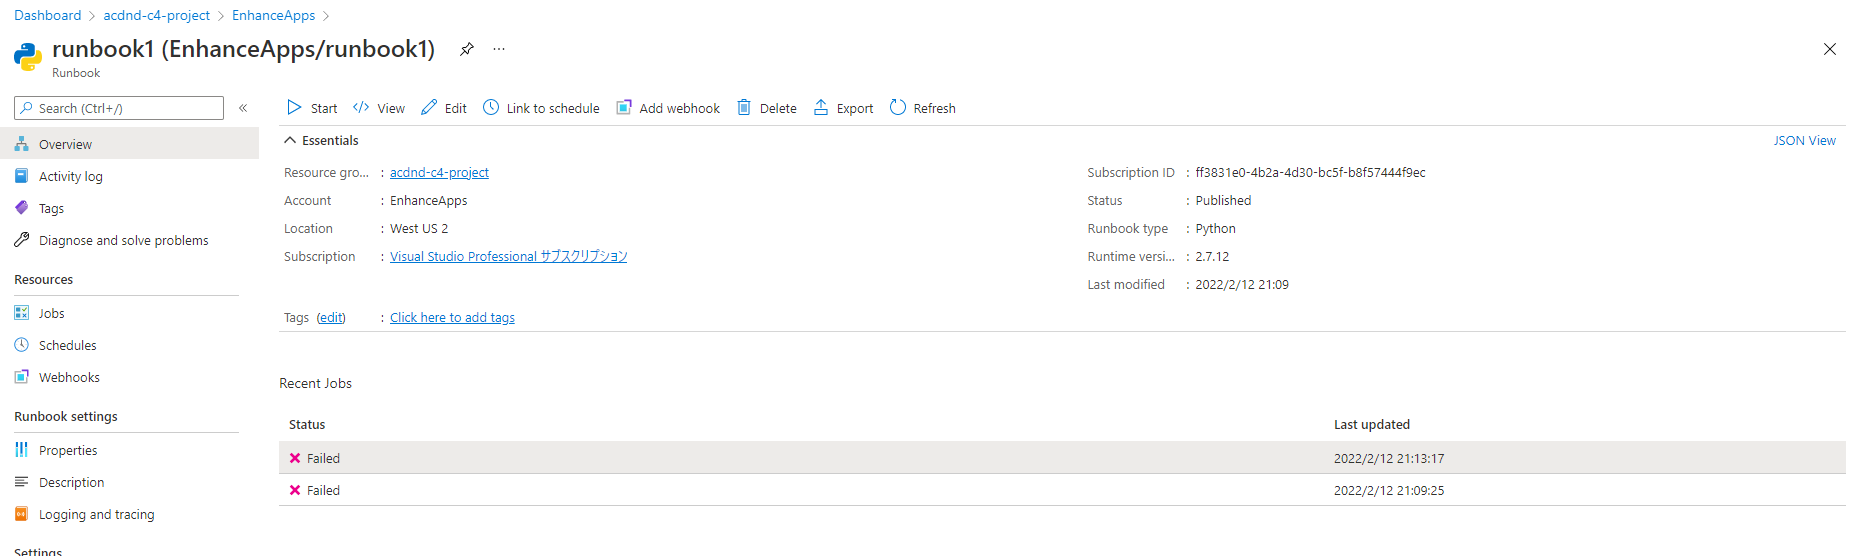 Dashboard > acdnd-c4-project > EnhanceApps >
runbook1 (EnhanceApps/runbook1)
Runbook
Search (Ctrl+/)
Overview
Activity log
Tags
Diagnose and solve problems
Resources
Jobs
Schedules
Webhooks
Runbook settings
Properties
Description
Logging and tracing
Settings
Start View Edit Link to schedule Add webhook Delete Export Refresh
Essentials
JSON View
Resource gro... : acdnd-c4-project
Account : EnhanceApps
Location : West US 2
Subscription : Visual Studio Professional サブスクリプション
Subscription ID : ff3831e0-4b2a-4d30-bc5f-b8f57444f9ec
Status : Published
Runbook type : Python
Runtime versi... : 2.7.12
Last modified : 2022/2/12 21:09
Tags (edit) : Click here to add tags
Recent Jobs
Status Last updated
Failed 2022/2/12 21:13:17
Failed 2022/2/12 21:09:25